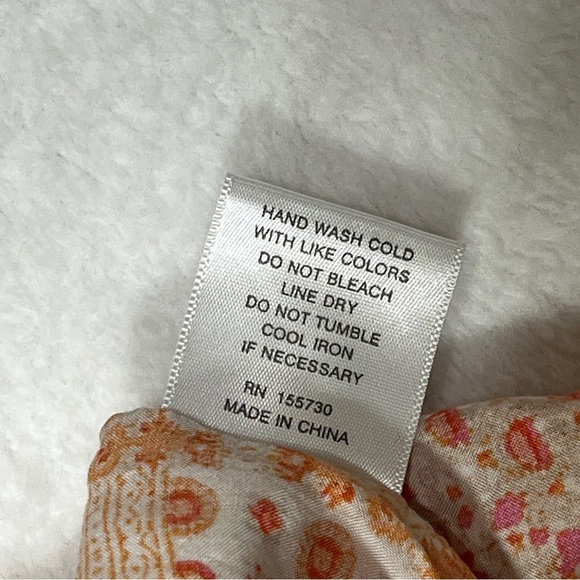 HAND WASH COLD
WITH LIKE COLORS
DO NOT BLEACH
LINE DRY
DO NOT TUMBLE
COOL IRON
IF NECESSARY
RN 155730
MADE IN CHINA